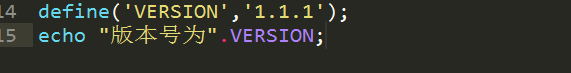 14 define('VERSION','1.1.1');
15 echo "版本号为".VERSION;